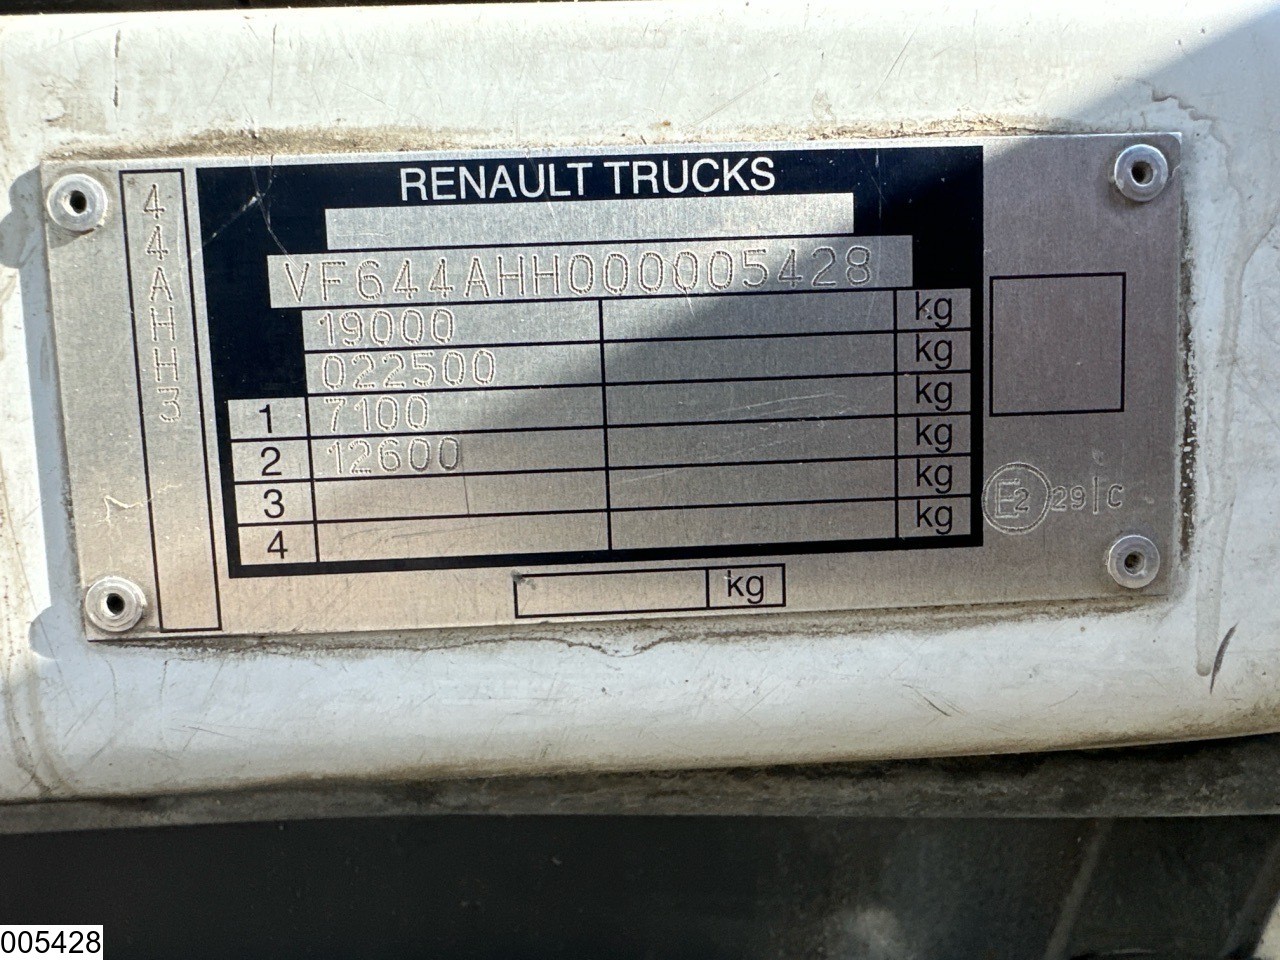 44AHH3
RENAULT TRUCKS
VF644AHH000005428
19000 kg
022500 kg
1 7100 kg
2 12600 kg
3 kg
4 kg
kg
E2 29|C
005428